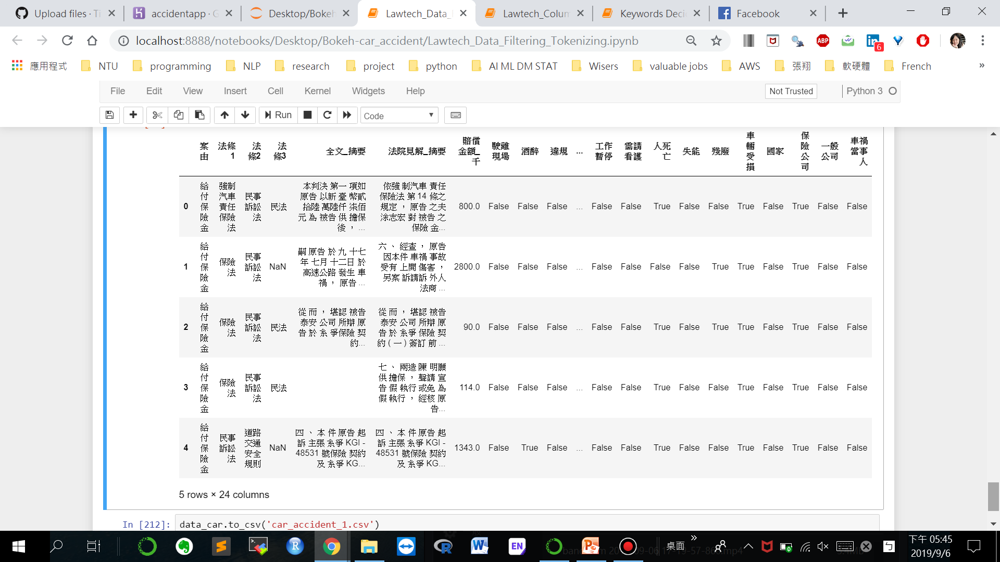 Upload files · Ti
accidentapp · G
Desktop/Bokeh
Lawtech_Data_
Lawtech_Colum
Keywords Deci
Facebook
localhost:8888/notebooks/Desktop/Bokeh-car_accident/Lawtech_Data_Filtering_Tokenizing.ipynb
ABP
in
6
應用程式 NTU programming NLP research project python AI ML DM STAT Wisers valuable jobs AWS 張翔 軟硬體 French »
File Edit View Insert Cell Kernel Widgets Help
Not Trusted
Python 3
Run
Code
案由 法條1 法條2 法條3 全文_摘要 法院見解_摘要 賠償金額_千 駛離現場 酒醉 違規 ... 工作暫停 需請看護 人死亡 失能 殘廢 車輛受損 國家 保險公司 一般公司 車禍當事人
0 給付保險金 強制汽車責任保險法 民事訴訟法 民法 本判決 第一 項如 原告 以新 臺 幣貳拾陸 萬陸仟 柒佰元 為 被告 供 擔保後 ， ... 依強 制汽車 責任保險法 第 14 條之規定 ， 原告 之夫涂志宏 對 被告 之保險 金... 800.0 False False False ... False False True False False True False True False False
1 給付保險金 保險法 民事訴訟法 NaN 嗣 原告 於 九 十七年 七月 十二日 於高速公路 發生 車禍 ， 原告 ... 六 、 經查 ， 原告因本件 車禍 事故受有 上開 傷害 ，另案 訴請訴 外人法商 ... 2800.0 False False False ... False False False False True True False True False False
2 給付保險金 保險法 民事訴訟法 民法 從 而 ， 堪認 被告泰安 公司 所辯 原告 於 系 爭保險 契約... 從 而 ， 堪認 被告泰安 公司 所辯 原告 於 系 爭 保險 契約 ( 一 ) 簽訂 前 ... 90.0 False False False ... False False True False True True False True False False
3 給付保險金 保險法 民事訴訟法 民法 七 、 兩造 陳 明願供 擔保 ， 聲請 宣告 假 執行 或免 為假 執行 ， 經核 原告... 114.0 False False False ... False False True False False True False True False False
4 給付保險金 民事訴訟法 道路交通安全規則 NaN 四 、 本 件 原告 起訴 主張 系爭 KGI - 48531 號保險 契約及 系爭 KG... 四 、 本 件 原告 起訴 主張 系爭 KGI - 48531 號保險 契約及 系爭 KG... 1343.0 False True False ... False False True False False True False True False False
5 rows × 24 columns
In [212]: data_car.to_csv('car_accident_1.csv')
R
W
EN
桌面
»
ㄅ
下午 05:45
2019/9/6